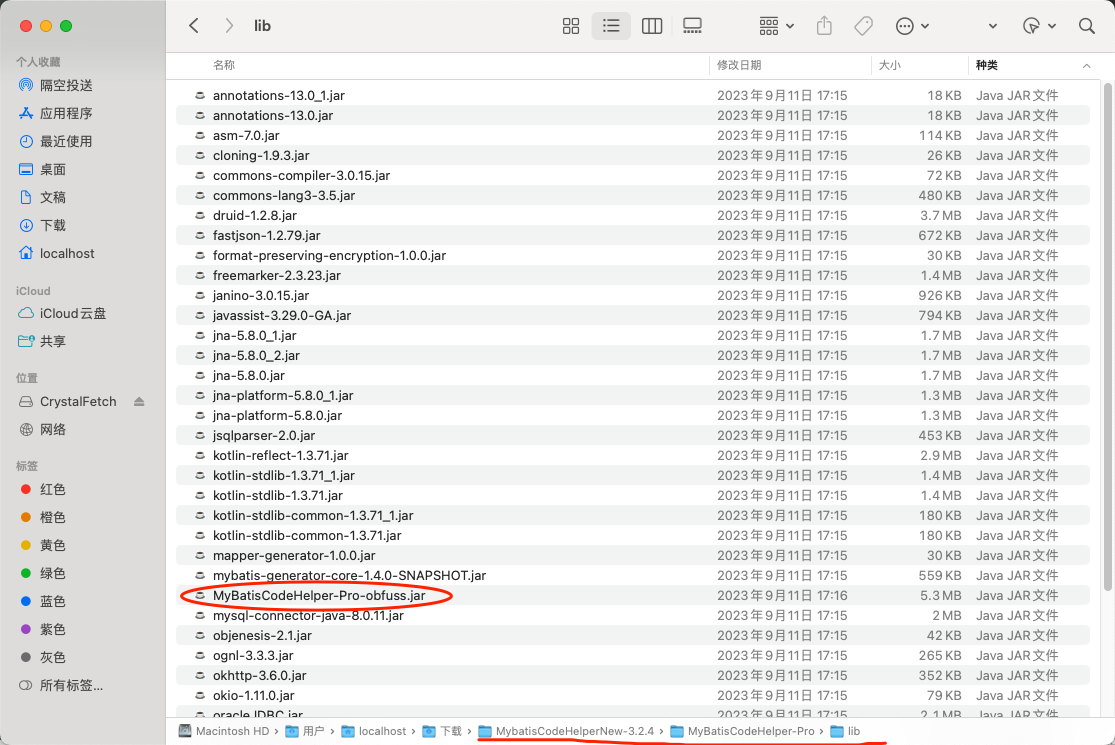 lib
个人收藏
隔空投送
应用程序
最近使用
桌面
文稿
下载
localhost
iCloud
iCloud云盘
共享
位置
CrystalFetch
网络
标签
红色
橙色
黄色
绿色
蓝色
紫色
灰色
所有标签...
名称 修改日期 大小 种类
annotations-13.0_1.jar 2023年9月11日 17:15 18 KB Java JAR文件
annotations-13.0.jar 2023年9月11日 17:15 18 KB Java JAR文件
asm-7.0.jar 2023年9月11日 17:15 114 KB Java JAR文件
cloning-1.9.3.jar 2023年9月11日 17:15 26 KB Java JAR文件
commons-compiler-3.0.15.jar 2023年9月11日 17:15 72 KB Java JAR文件
commons-lang3-3.5.jar 2023年9月11日 17:15 480 KB Java JAR文件
druid-1.2.8.jar 2023年9月11日 17:15 3.7 MB Java JAR文件
fastjson-1.2.79.jar 2023年9月11日 17:15 672 KB Java JAR文件
format-preserving-encryption-1.0.0.jar 2023年9月11日 17:15 30 KB Java JAR文件
freemarker-2.3.23.jar 2023年9月11日 17:15 1.4 MB Java JAR文件
janino-3.0.15.jar 2023年9月11日 17:15 926 KB Java JAR文件
javassist-3.29.0-GA.jar 2023年9月11日 17:15 794 KB Java JAR文件
jna-5.8.0_1.jar 2023年9月11日 17:15 1.7 MB Java JAR文件
jna-5.8.0_2.jar 2023年9月11日 17:15 1.7 MB Java JAR文件
jna-5.8.0.jar 2023年9月11日 17:15 1.7 MB Java JAR文件
jna-platform-5.8.0_1.jar 2023年9月11日 17:15 1.3 MB Java JAR文件
jna-platform-5.8.0.jar 2023年9月11日 17:15 1.3 MB Java JAR文件
jsqlparser-2.0.jar 2023年9月11日 17:15 453 KB Java JAR文件
kotlin-reflect-1.3.71.jar 2023年9月11日 17:15 2.9 MB Java JAR文件
kotlin-stdlib-1.3.71_1.jar 2023年9月11日 17:15 1.4 MB Java JAR文件
kotlin-stdlib-1.3.71.jar 2023年9月11日 17:15 1.4 MB Java JAR文件
kotlin-stdlib-common-1.3.71_1.jar 2023年9月11日 17:15 180 KB Java JAR文件
kotlin-stdlib-common-1.3.71.jar 2023年9月11日 17:15 180 KB Java JAR文件
mapper-generator-1.0.0.jar 2023年9月11日 17:15 30 KB Java JAR文件
mybatis-generator-core-1.4.0-SNAPSHOT.jar 2023年9月11日 17:15 559 KB Java JAR文件
MyBatisCodeHelper-Pro-obfuss.jar 2023年9月11日 17:16 5.3 MB Java JAR文件
mysql-connector-java-8.0.11.jar 2023年9月11日 17:15 2 MB Java JAR文件
objenesis-2.1.jar 2023年9月11日 17:15 42 KB Java JAR文件
ognl-3.3.3.jar 2023年9月11日 17:15 265 KB Java JAR文件
okhttp-3.6.0.jar 2023年9月11日 17:15 352 KB Java JAR文件
okio-1.11.0.jar 2023年9月11日 17:15 79 KB Java JAR文件
oracleJDBC.jar 2023年9月11日 17:15 2.1 MB Java JAR文件
Macintosh HD › 用户 › localhost › 下载 › MybatisCodeHelperNew-3.2.4 › MyBatisCodeHelper-Pro › lib